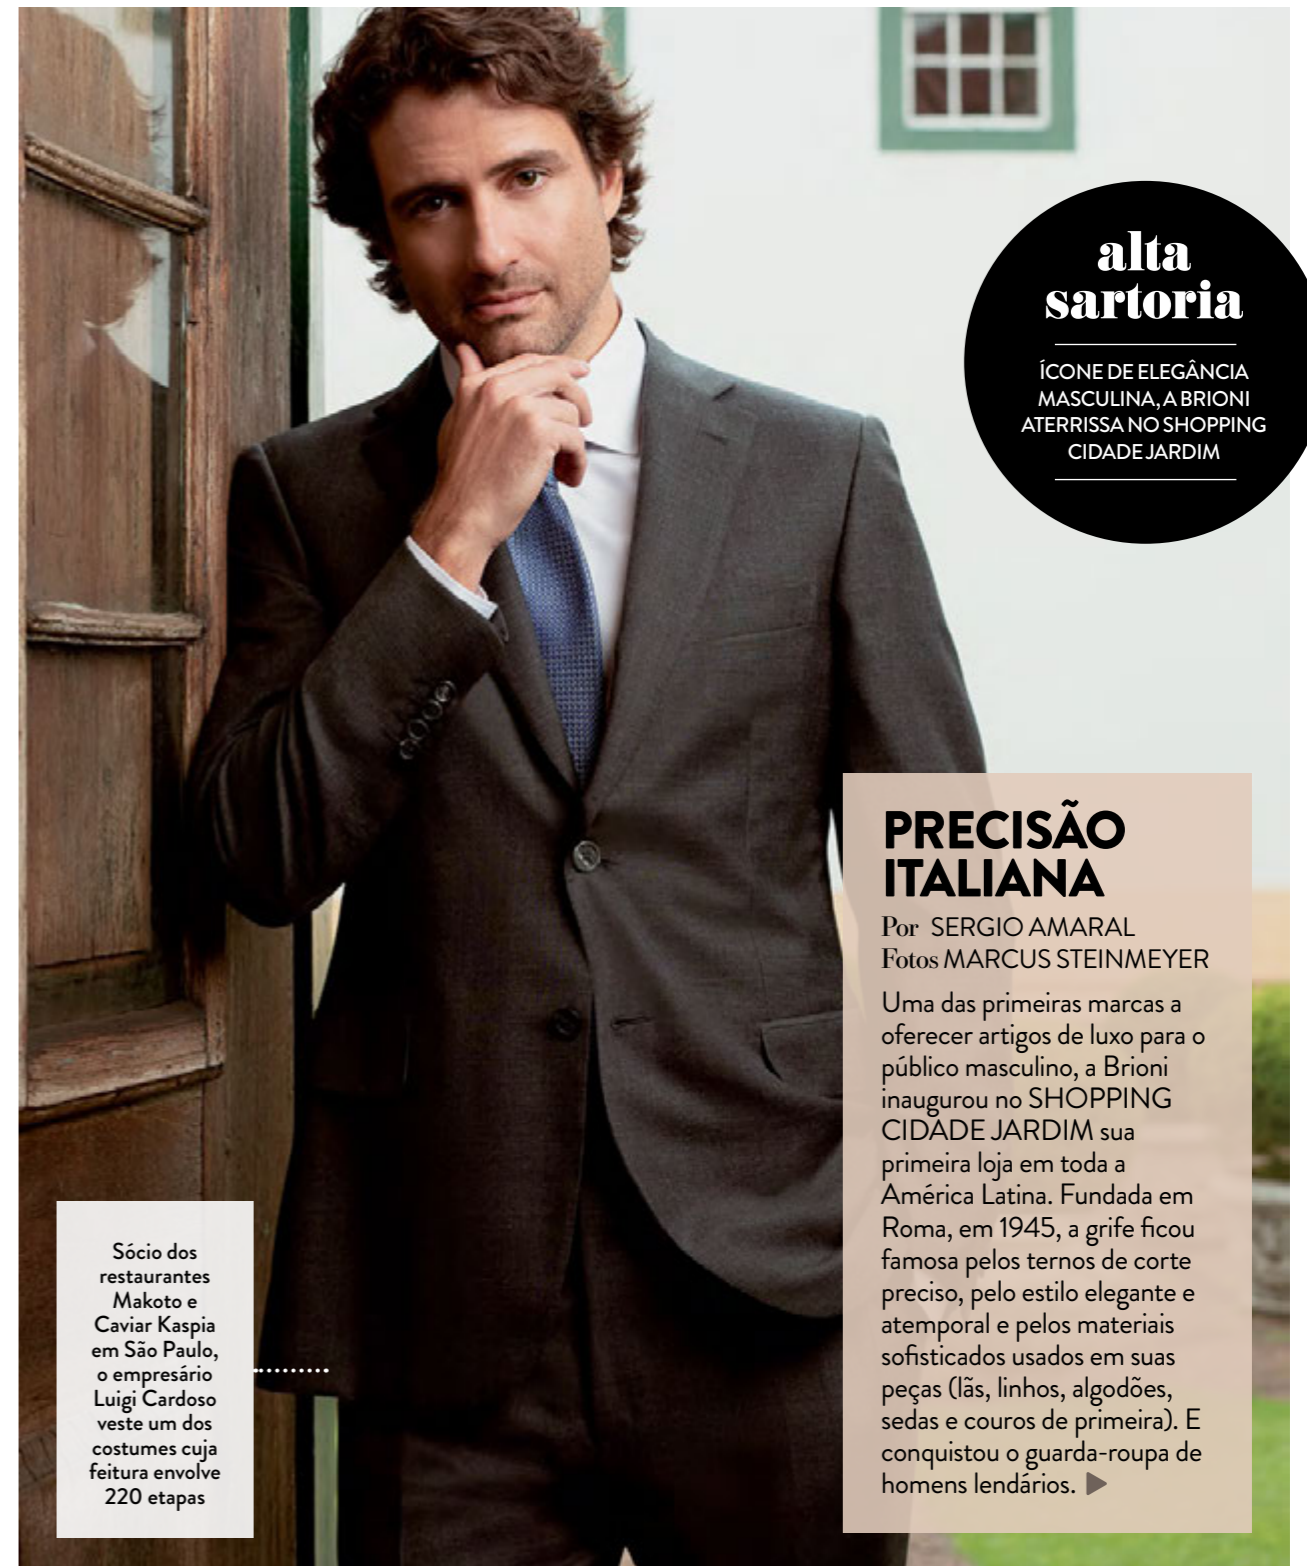 alta
sartoria
ÍCONE DE ELEGÂNCIA
MASCULINA, A BRIONI
ATERRISSA NO SHOPPING
CIDADE JARDIM
PRECISÃO
ITALIANA
Por SERGIO AMARAL
Fotos MARCUS STEINMEYER
Uma das primeiras marcas a
oferecer artigos de luxo para o
público masculino, a Brioni
inaugurou no SHOPPING
CIDADE JARDIM sua
primeira loja em toda a
América Latina. Fundada em
Roma, em 1945, a grife ficou
famosa pelos ternos de corte
preciso, pelo estilo elegante e
atemporal e pelos materiais
sofisticados usados em suas
peças (lãs, linhos, algodões,
sedas e couros de primeira). E
conquistou o guarda-roupa de
homens lendários.
Sócio dos
restaurantes
Makoto e
Caviar Kaspia
em São Paulo,
o empresário
Luigi Cardoso
veste um dos
costumes cuja
feitura envolve
220 etapas